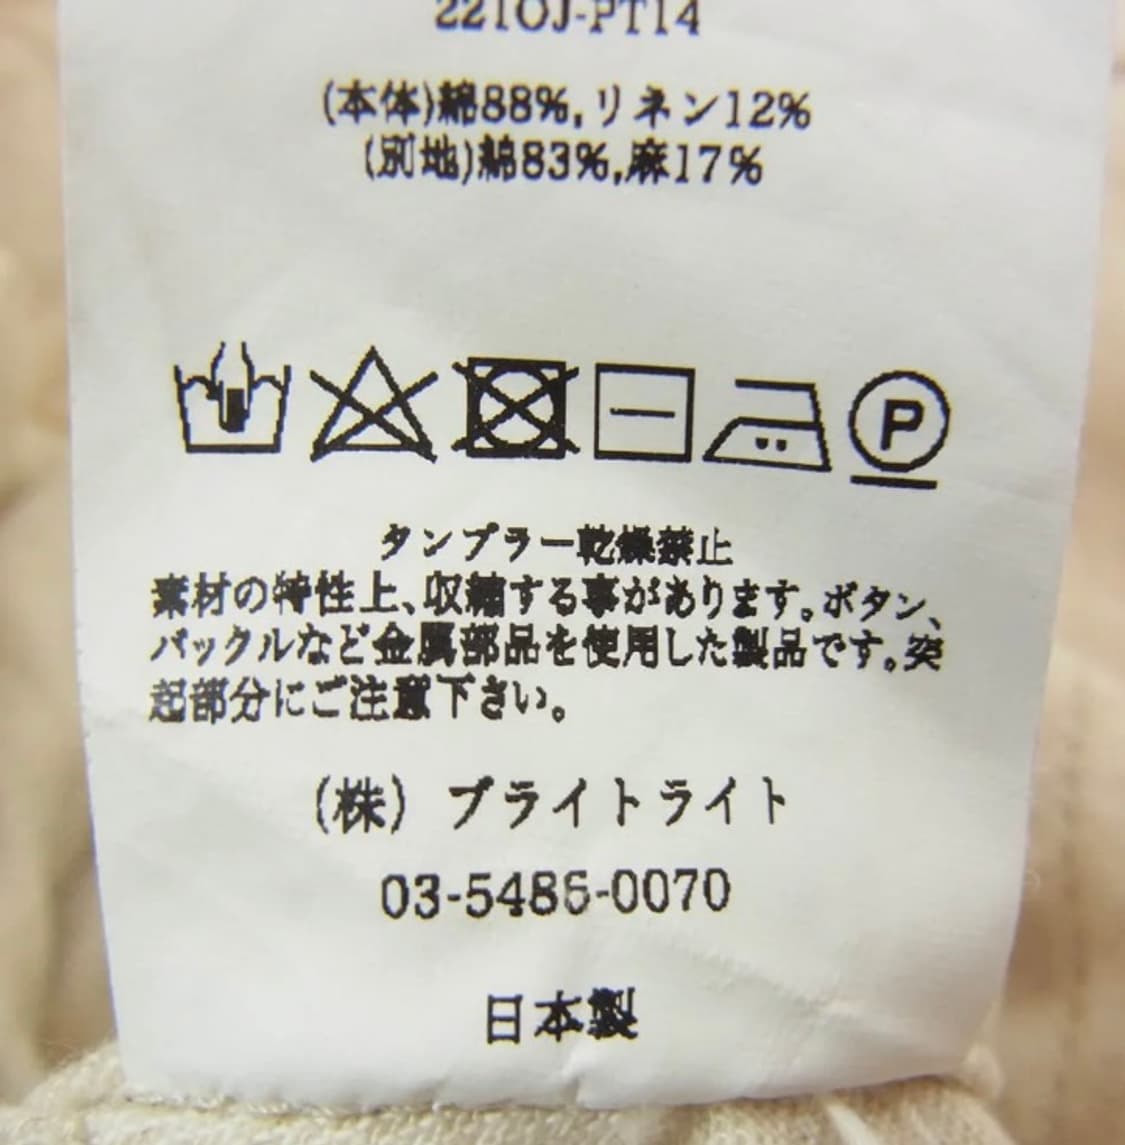 221OJ-PT14
(本体)綿88%,リネン12%
(別地)綿83%,麻17%
P
タンブラー乾燥禁止
素材の特性上、収縮する事があります。ボタン、
バックルなど金属部品を使用した製品です。突
起部分にご注意下さい。
(株) ブライトライト
03-5486-0070
日本製